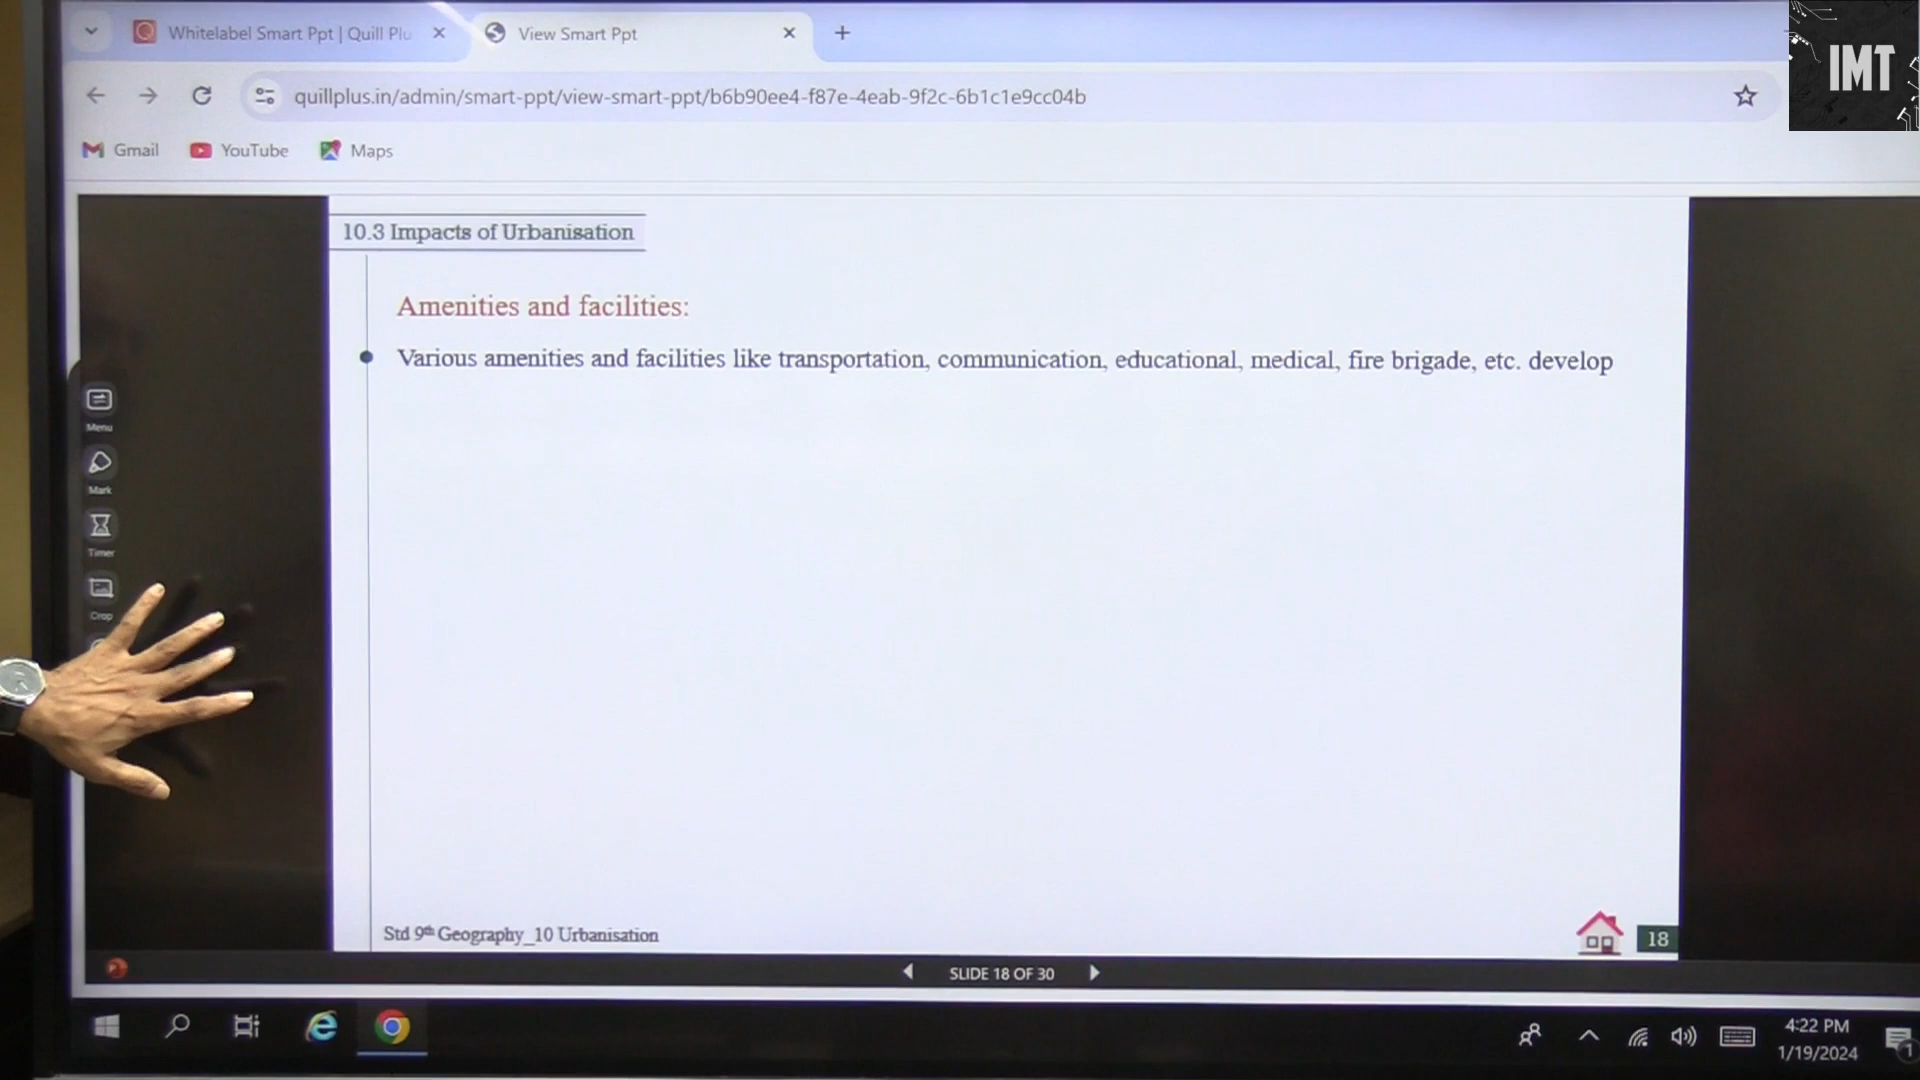 Whitelabel Smart Ppt | Quill Plu
View Smart Ppt
IMT
quillplus.in/admin/smart-ppt/view-smart-ppt/b6b90ee4-f87e-4eab-9f2c-6b1c1e9cc04b
Gmail
YouTube
Maps
10.3 Impacts of Urbanisation
Amenities and facilities:
Various amenities and facilities like transportation, communication, educational, medical, fire brigade, etc. develop
Menu
Mark
Timer
Crop
Std 9th Geography_10 Urbanisation
18
SLIDE 18 OF 30
4:22 PM
1/19/2024
1